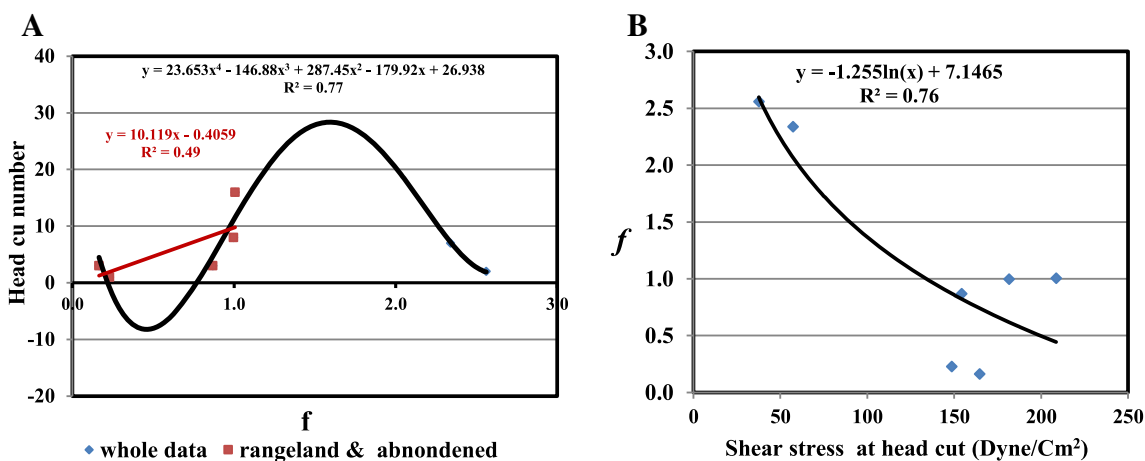 A
y = 23.653x⁴ - 146.88x³ + 287.45x² - 179.92x + 26.938
R² = 0.77
y = 10.119x - 0.4059
R² = 0.49
Head cu number
40
30
20
10
0
-10
-20
0.0
1.0
2.0
3.0
f
whole data
rangeland & abnondened
B
y = -1.255ln(x) + 7.1465
R² = 0.76
f
3.0
2.5
2.0
1.5
1.0
0.5
0.0
0
50
100
150
200
250
Shear stress at head cut (Dyne/Cm²)